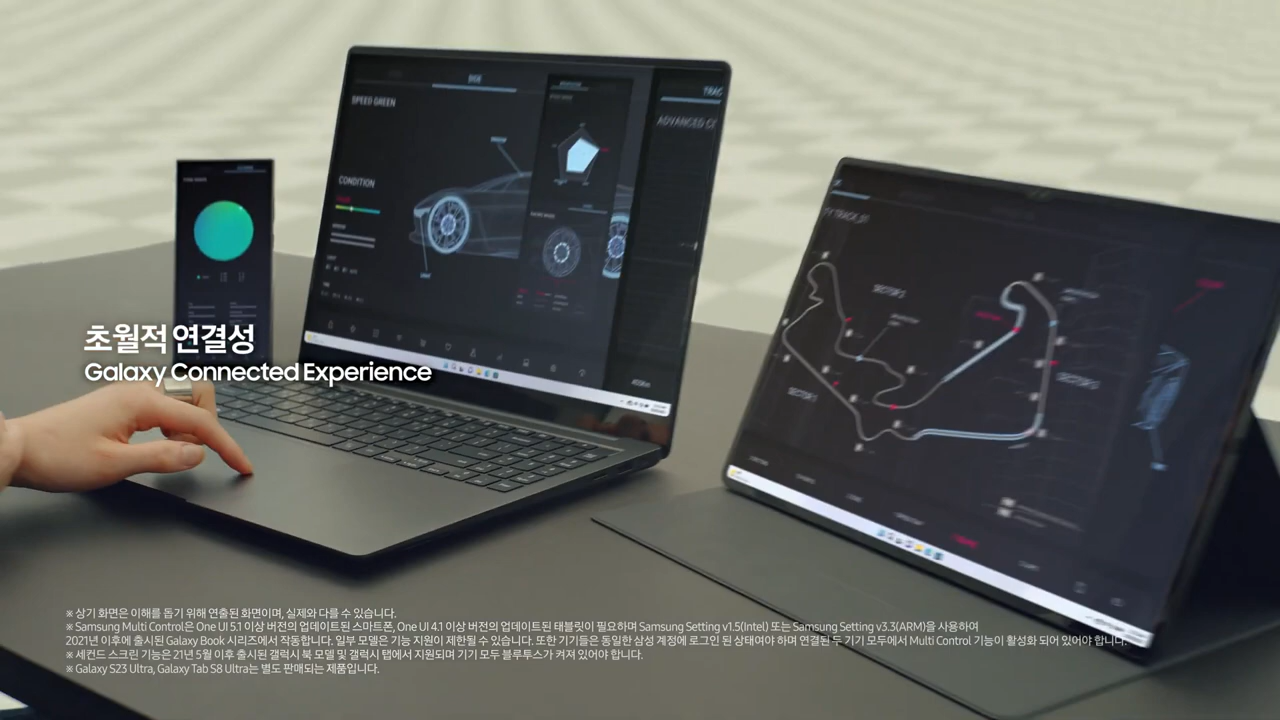 SIDE
SPEED GREEN
TRAC
ADVANCED
CONDITION
SECTOR 2
SECTOR 1
초월적 연결성
Galaxy Connected Experience
※ 상기 화면은 이해를 돕기 위해 연출된 화면이며, 실제와 다를 수 있습니다.
※ Samsung Multi Control은 One UI 5.1 이상 버전의 업데이트된 스마트폰, One UI 4.1 이상 버전의 업데이트된 태블릿이 필요하며 Samsung Setting v1.5(Intel) 또는 Samsung Setting v3.3(ARM)을 사용하여
2021년 이후에 출시된 Galaxy Book 시리즈에서 작동합니다. 일부 모델은 기능 지원이 제한될 수 있습니다. 또한 기기들은 동일한 삼성 계정에 로그인 된 상태여야 하며 연결된 두 기기 모두에서 Multi Control 기능이 활성화 되어 있어야 합니다.
※ 세컨드 스크린 기능은 21년 5월 이후 출시된 갤럭시 북 모델 및 갤럭시 탭에서 지원되며 기기 모두 블루투스가 켜져 있어야 합니다.
※ Galaxy S23 Ultra, Galaxy Tab S8 Ultra는 별도 판매되는 제품입니다.